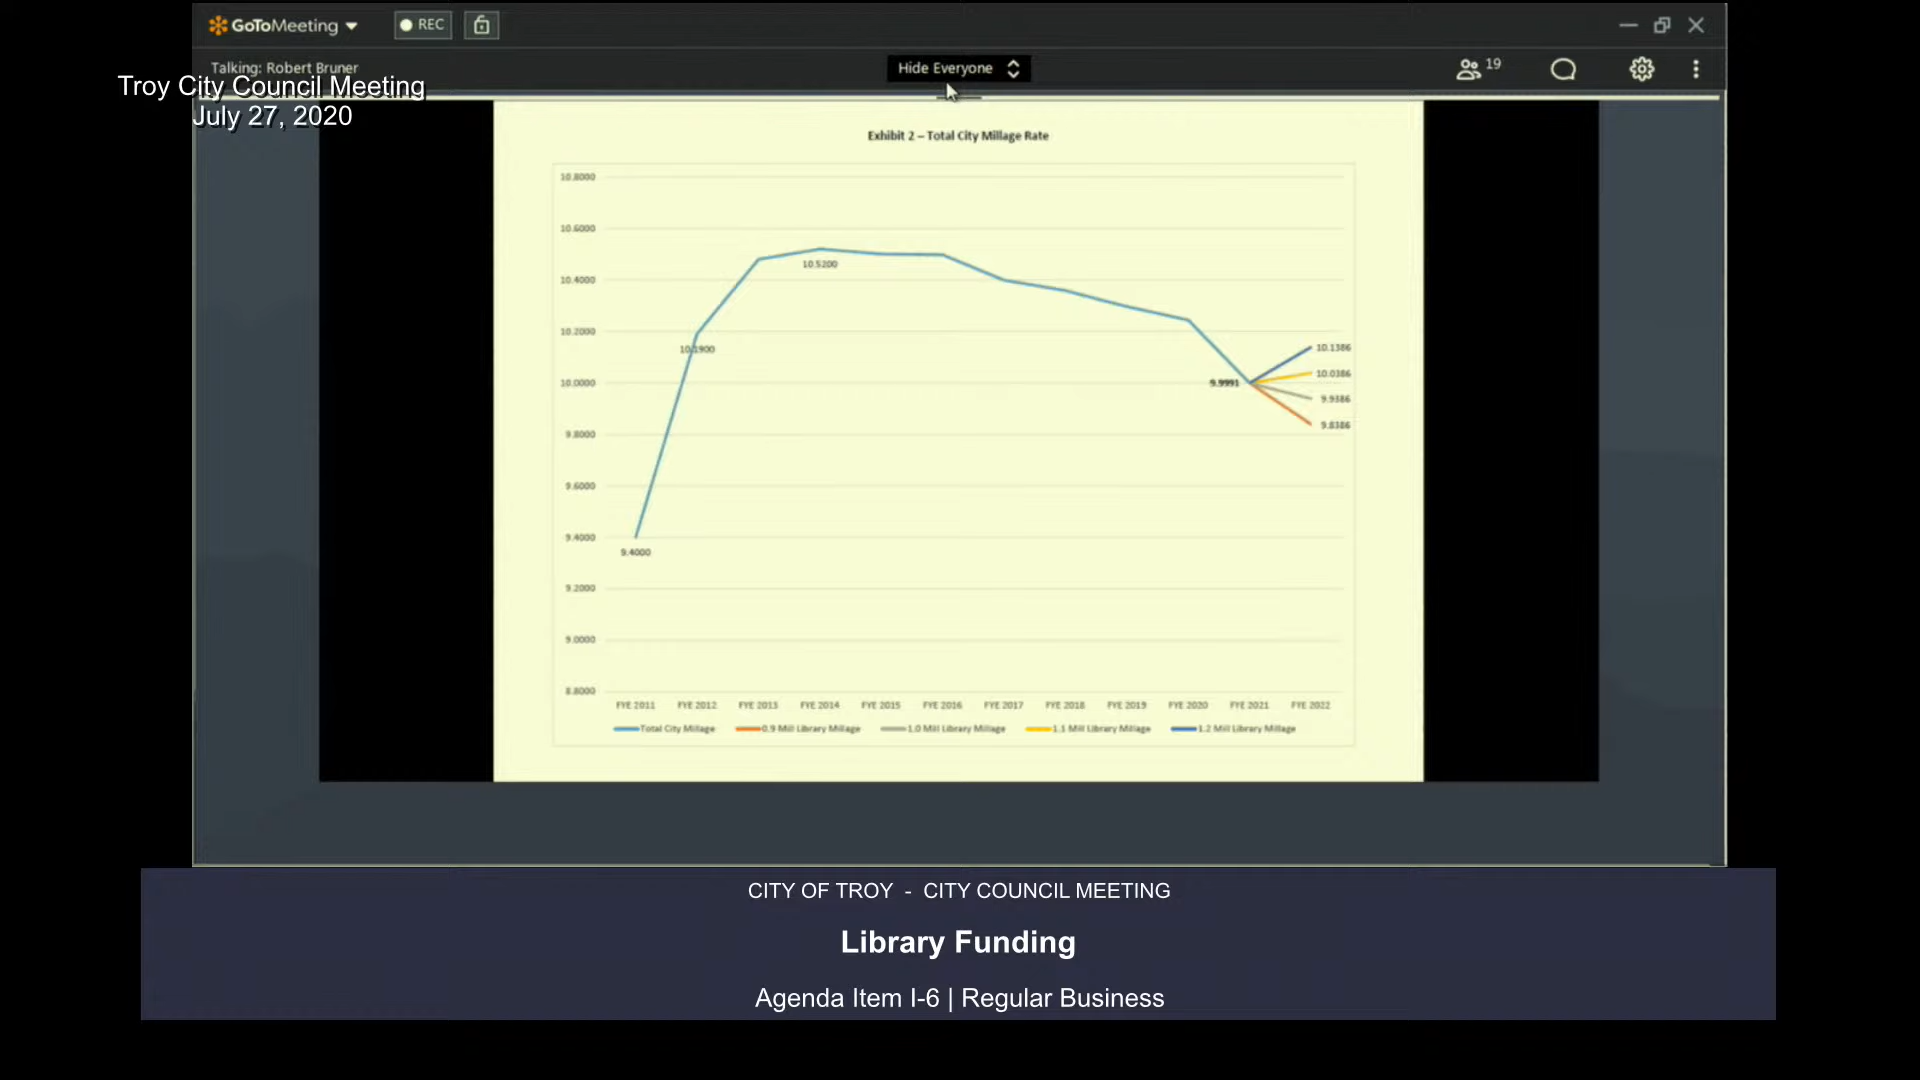 GoToMeeting
REC
Talking: Robert Bruner
Hide Everyone
19
Troy City Council Meeting
July 27, 2020
Exhibit 2 – Total City Millage Rate
10.8000
10.6000
10.4000
10.2000
10.0000
9.8000
9.6000
9.4000
9.2000
9.0000
8.8000
9.4000
10.1900
10.5200
9.9991
10.1386
10.0386
9.9386
9.8386
FYE 2011 FYE 2012 FYE 2013 FYE 2014 FYE 2015 FYE 2016 FYE 2017 FYE 2018 FYE 2019 FYE 2020 FYE 2021 FYE 2022
Total City Millage 0.9 Mill Library Millage 1.0 Mill Library Millage 1.1 Mill Library Millage 1.2 Mill Library Millage
CITY OF TROY - CITY COUNCIL MEETING
Library Funding
Agenda Item I-6 | Regular Business